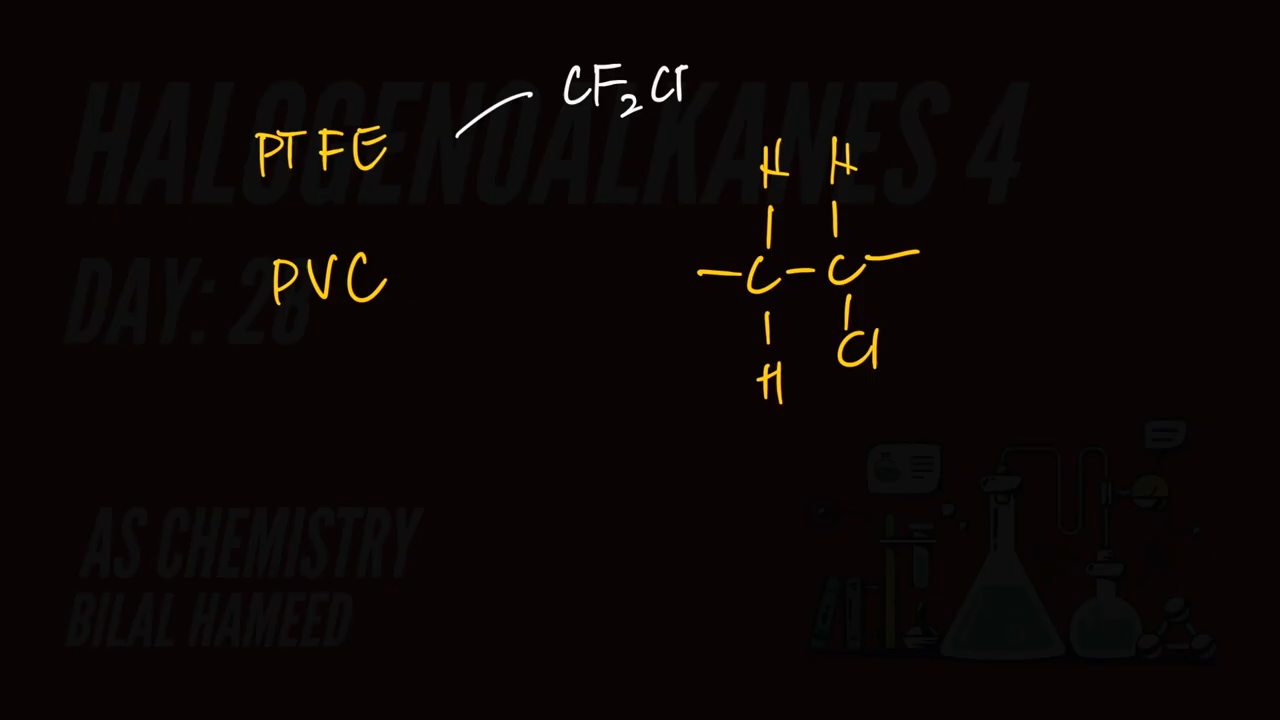 HALOGENOALKANES 4
CF₂Cl
PTFE
H H
DAY: 28
PVC
— C — C —
Cl
H
AS CHEMISTRY
BILAL HAMEED